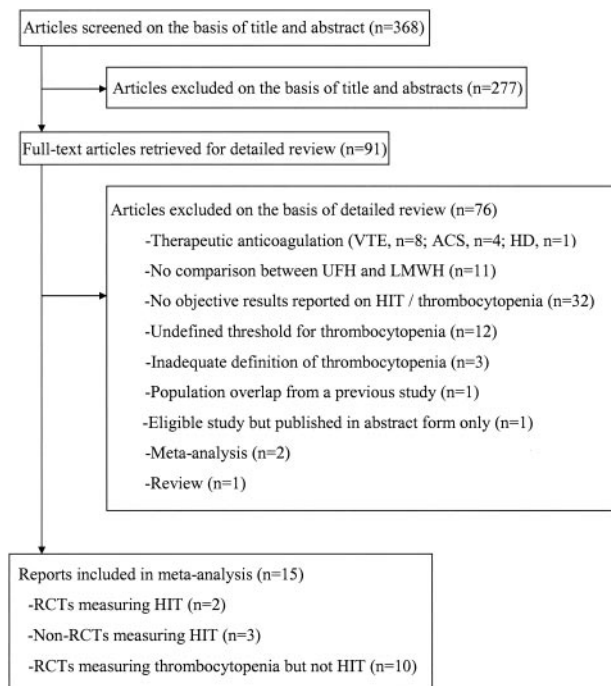 Articles screened on the basis of title and abstract (n=368)
Articles excluded on the basis of title and abstracts (n=277)
Full-text articles retrieved for detailed review (n=91)
Articles excluded on the basis of detailed review (n=76)
-Therapeutic anticoagulation (VTE, n=8; ACS, n=4; HD, n=1)
-No comparison between UFH and LMWH (n=11)
-No objective results reported on HIT / thrombocytopenia (n=32)
-Undefined threshold for thrombocytopenia (n=12)
-Inadequate definition of thrombocytopenia (n=3)
-Population overlap from a previous study (n=1)
-Eligible study but published in abstract form only (n=1)
-Meta-analysis (n=2)
-Review (n=1)
Reports included in meta-analysis (n=15)
-RCTs measuring HIT (n=2)
-Non-RCTs measuring HIT (n=3)
-RCTs measuring thrombocytopenia but not HIT (n=10)